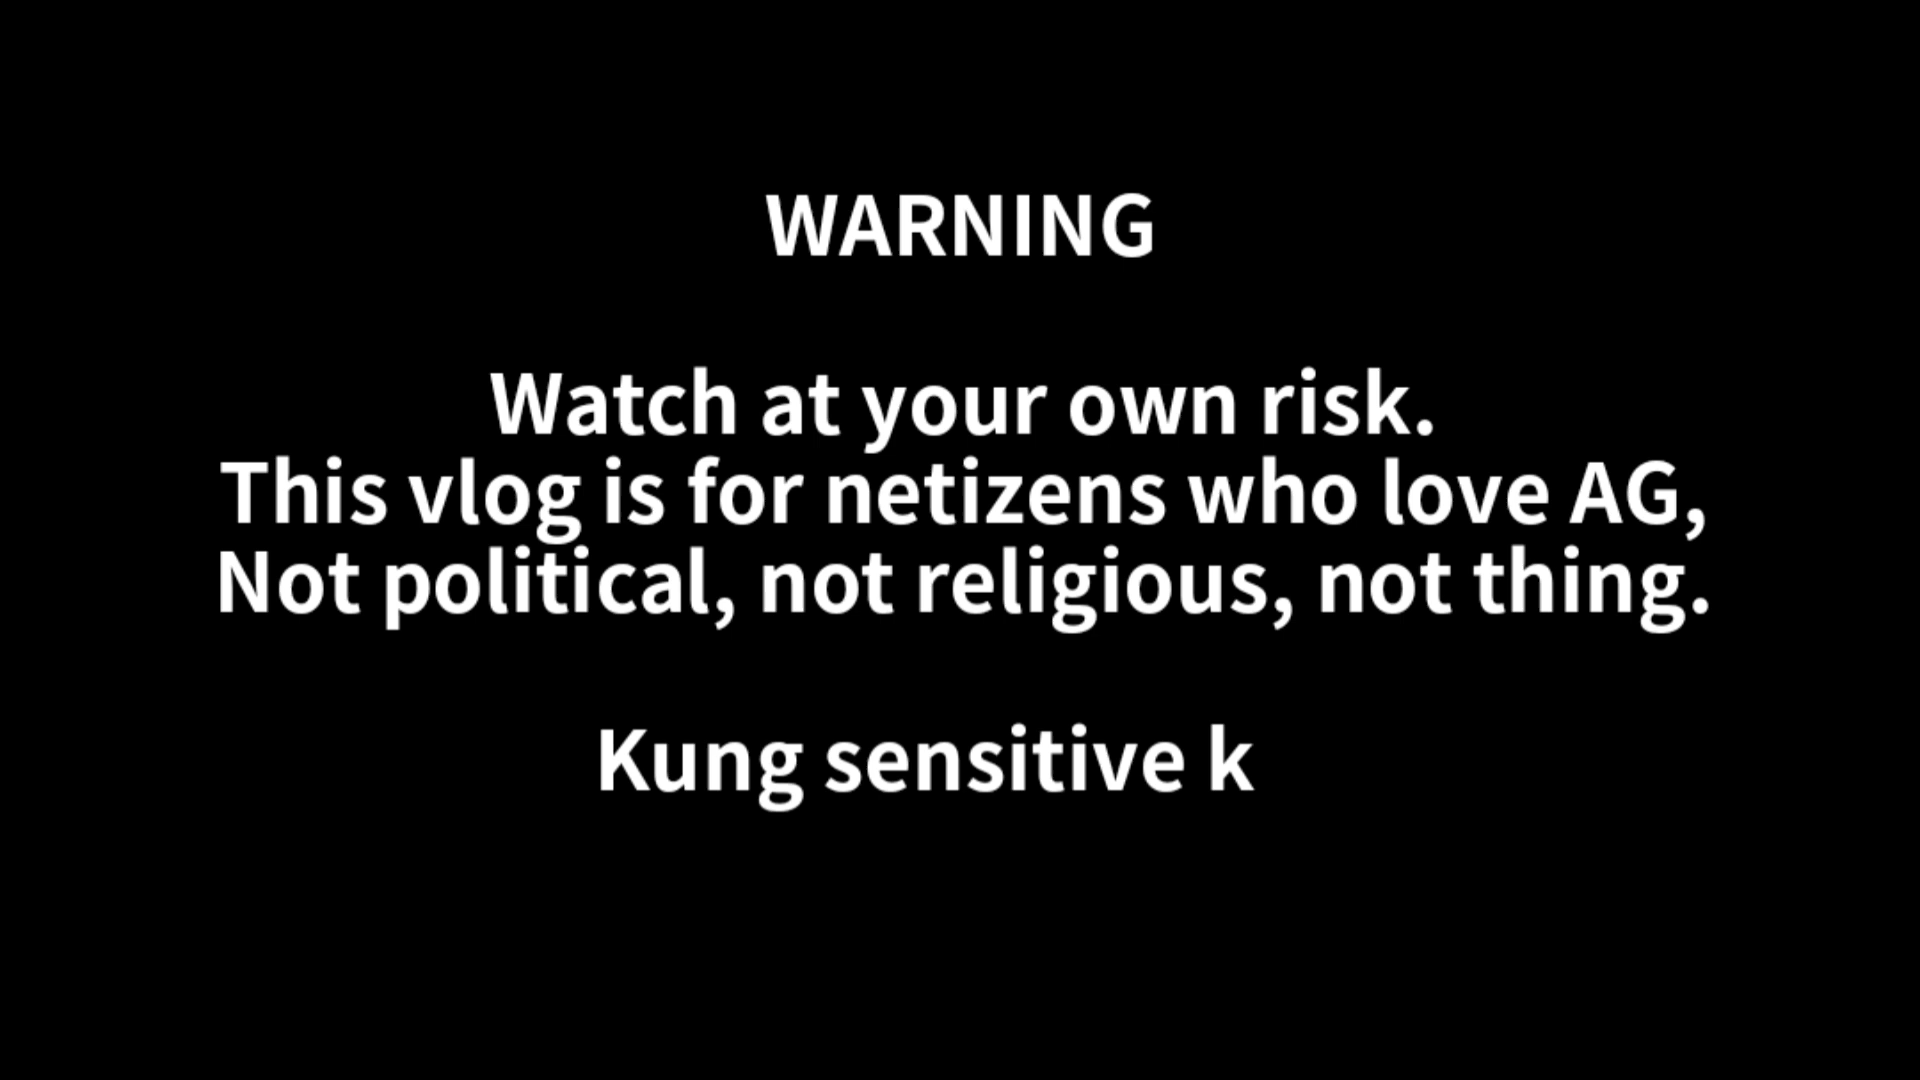 WARNING
Watch at your own risk.
This vlog is for netizens who love AG,
Not political, not religious, not thing.
Kung sensitive k